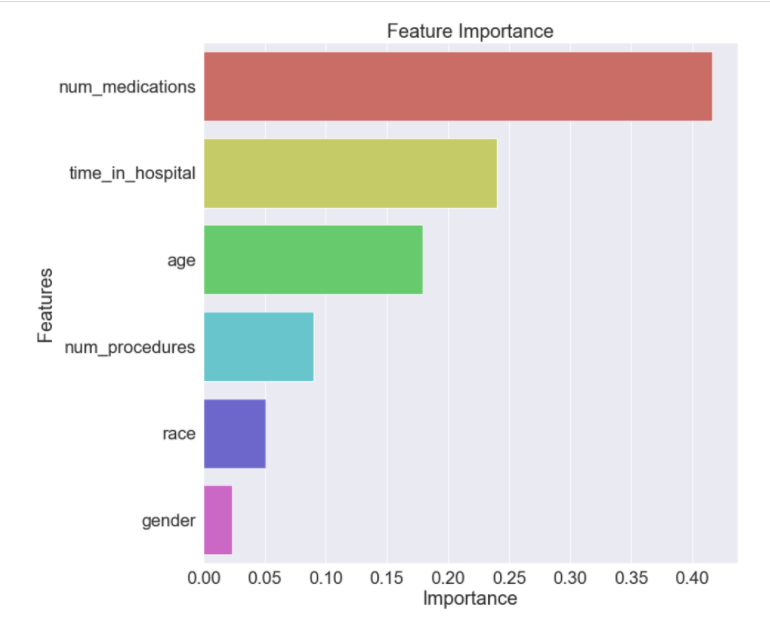 Feature Importance
num_medications
time_in_hospital
age
num_procedures
race
gender
Features
0.00 0.05 0.10 0.15 0.20 0.25 0.30 0.35 0.40
Importance